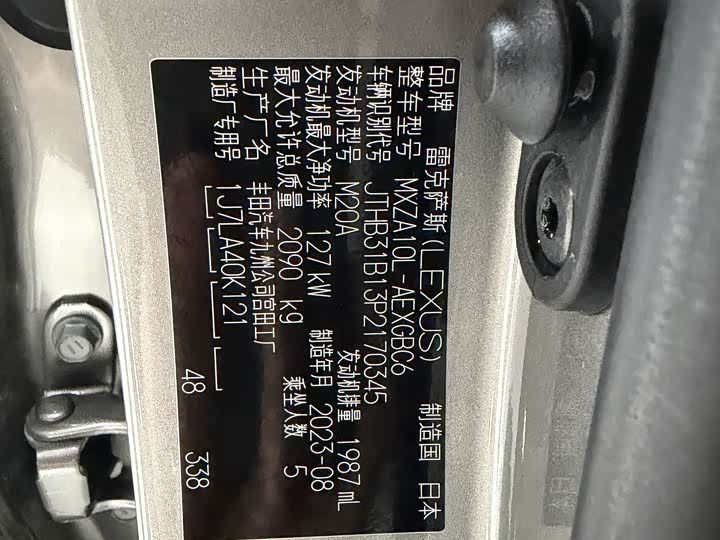 品牌 雷克萨斯(LEXUS) 制造国 日本
整车型号 MXZA10L-AEXGBC6
车辆识别代号 JTHB31B13P2170345
发动机型号 M20A 发动机排量 1987 mL
发动机最大净功率 127 kW 制造年月 2023-08
最大允许总质量 2090 kg 乘坐人数 5
生产厂名 丰田汽车九州公司宫田工厂
制造厂专用号 1J7LA40K121 48 338